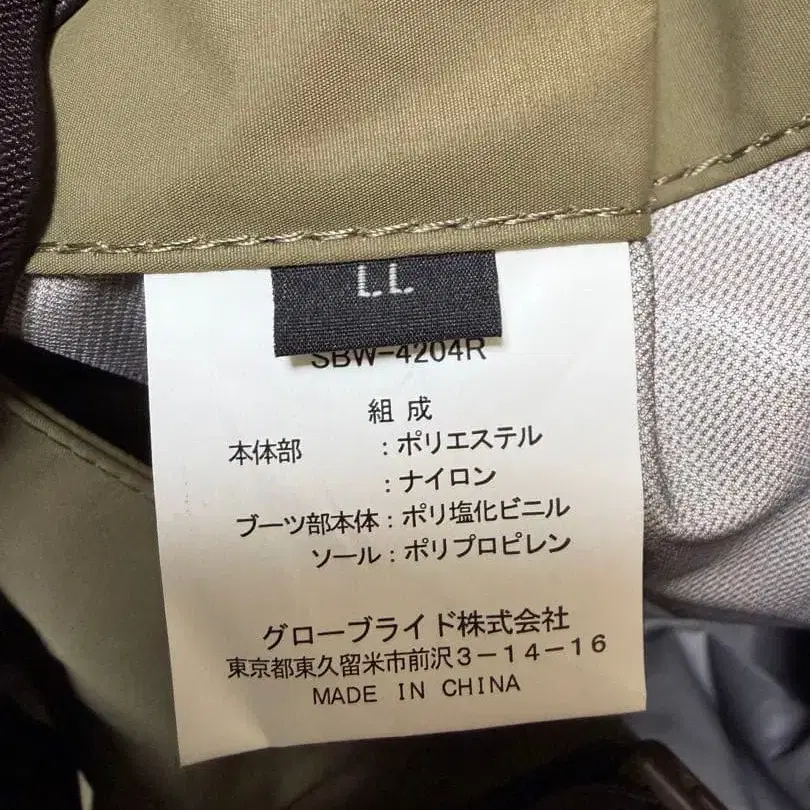 LL
SBW-4204R
組成
本体部 : ポリエステル
: ナイロン
ブーツ部本体 : ポリ塩化ビニル
ソール : ポリプロピレン
グローブライド株式会社
東京都東久留米市前沢3-14-16
MADE IN CHINA